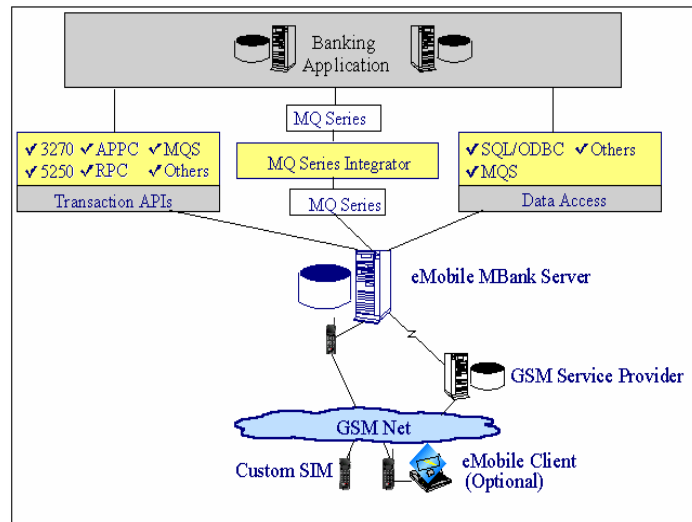 Banking
Application
MQ Series
✓ 3270 ✓ APPC ✓ MQS
✓ 5250 ✓ RPC ✓ Others
Transaction APIs
MQ Series Integrator
MQ Series
✓ SQL/ODBC ✓ Others
✓ MQS
Data Access
eMobile MBank Server
GSM Service Provider
GSM Net
Custom SIM
eMobile Client
(Optional)